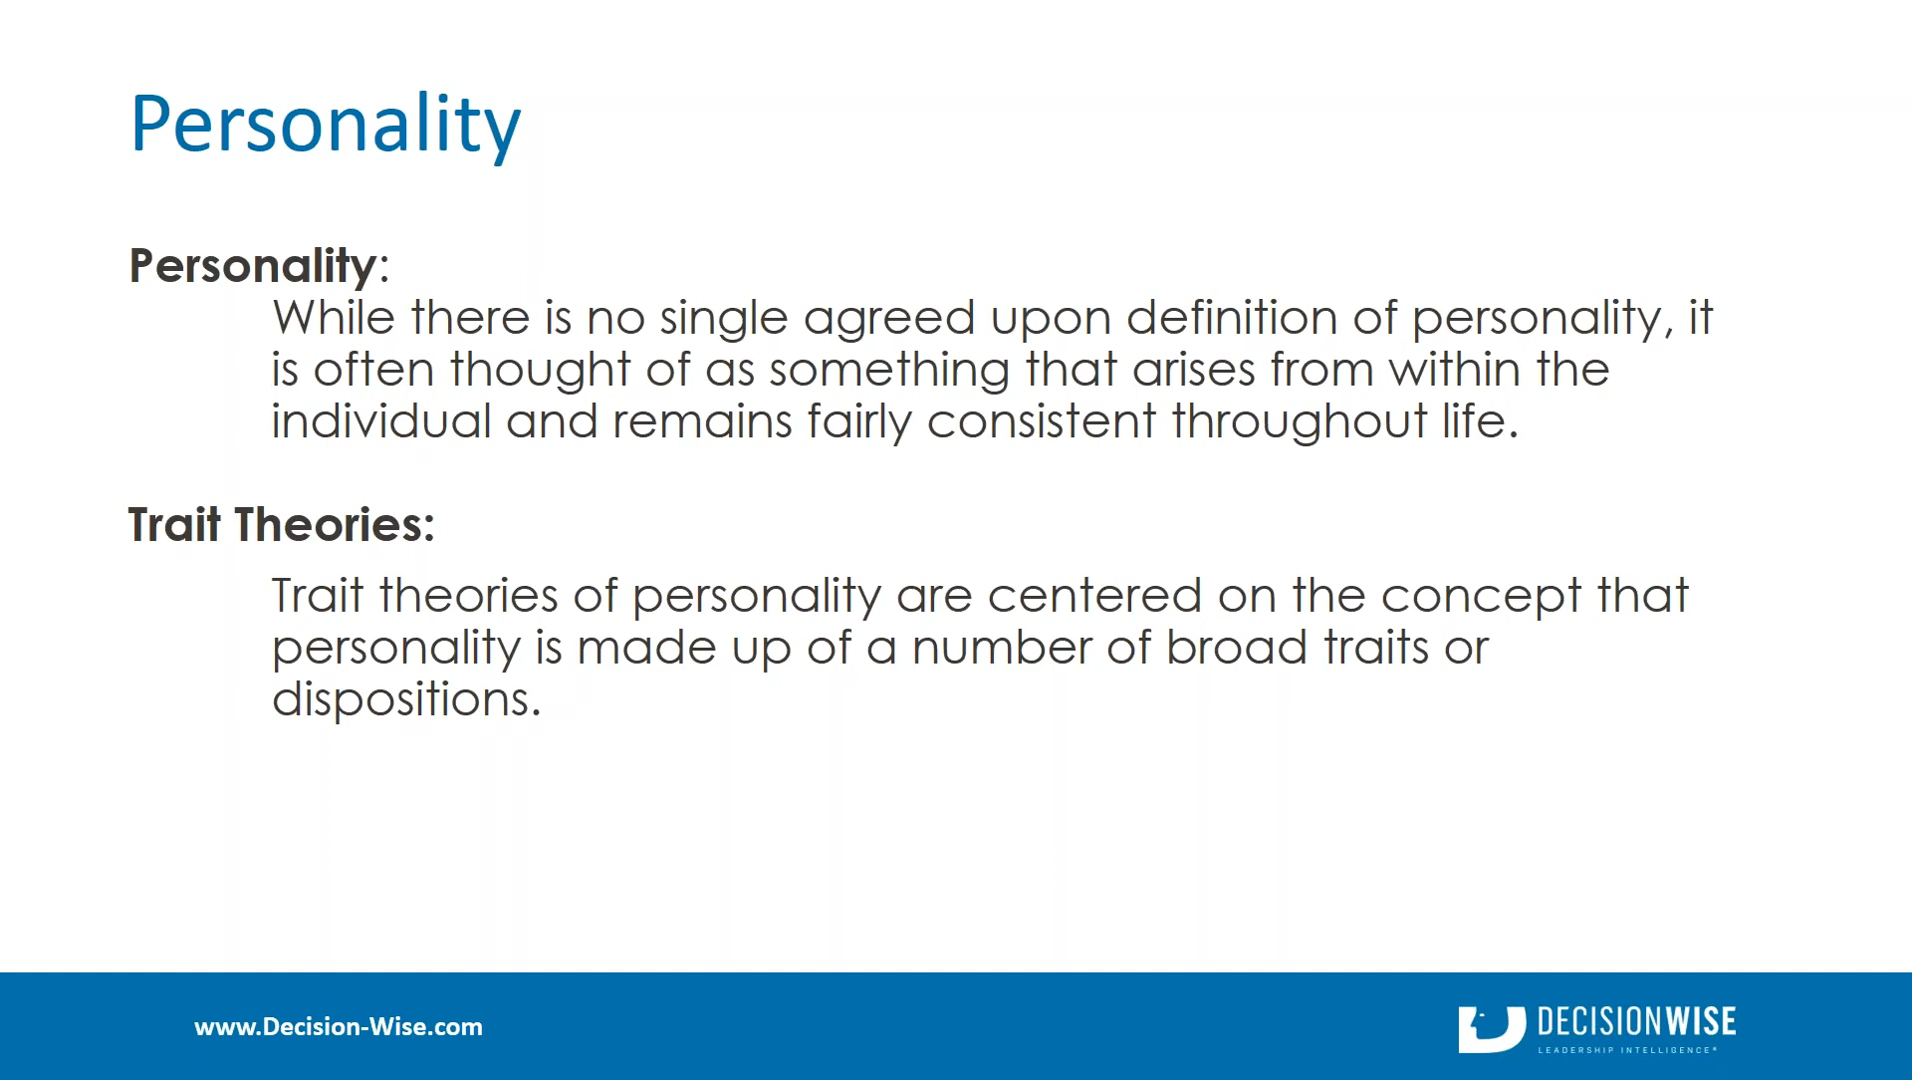 Personality
Personality:
While there is no single agreed upon definition of personality, it
is often thought of as something that arises from within the
individual and remains fairly consistent throughout life.
Trait Theories:
Trait theories of personality are centered on the concept that
personality is made up of a number of broad traits or
dispositions.
www.Decision-Wise.com
DECISIONWISE
LEADERSHIP INTELLIGENCE®